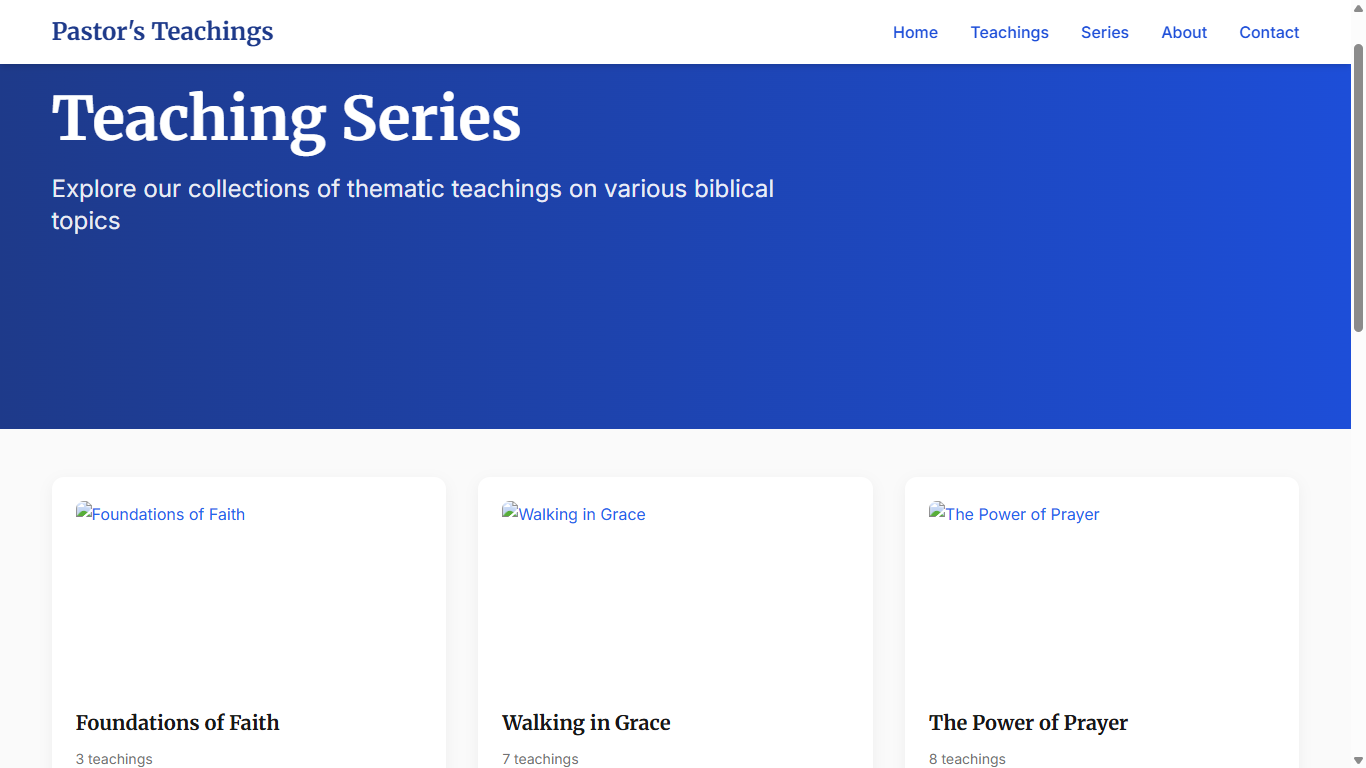 Pastor's Teachings
Home
Teachings
Series
About
Contact
Teaching Series
Explore our collections of thematic teachings on various biblical
topics
Foundations of Faith
Walking in Grace
The Power of Prayer
Foundations of Faith
Walking in Grace
The Power of Prayer
3 teachings
7 teachings
8 teachings